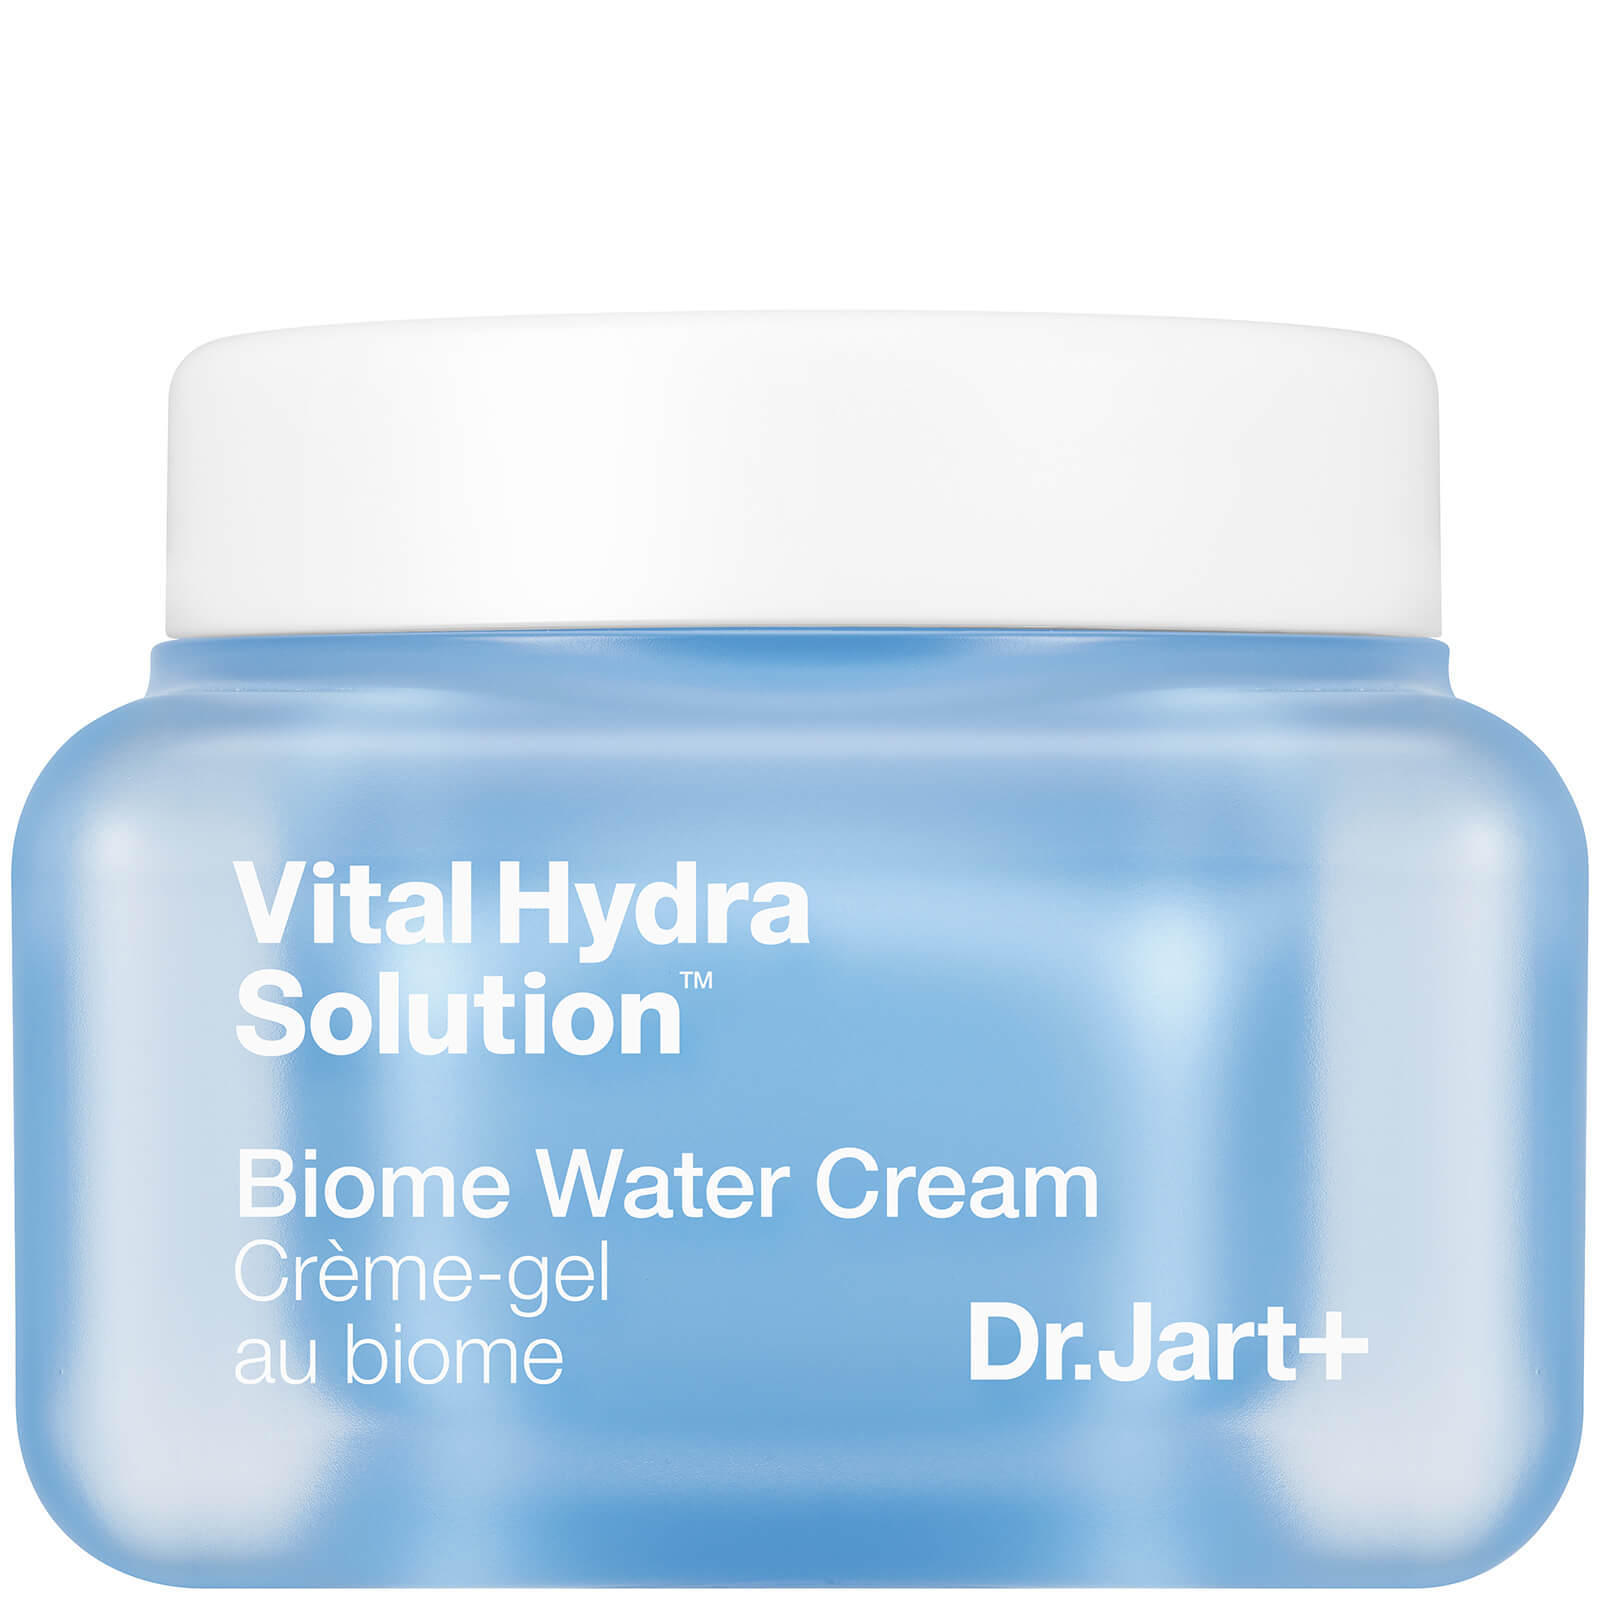 Vital Hydra
Solution™
Biome Water Cream
Crème-gel
au biome
Dr.Jart+